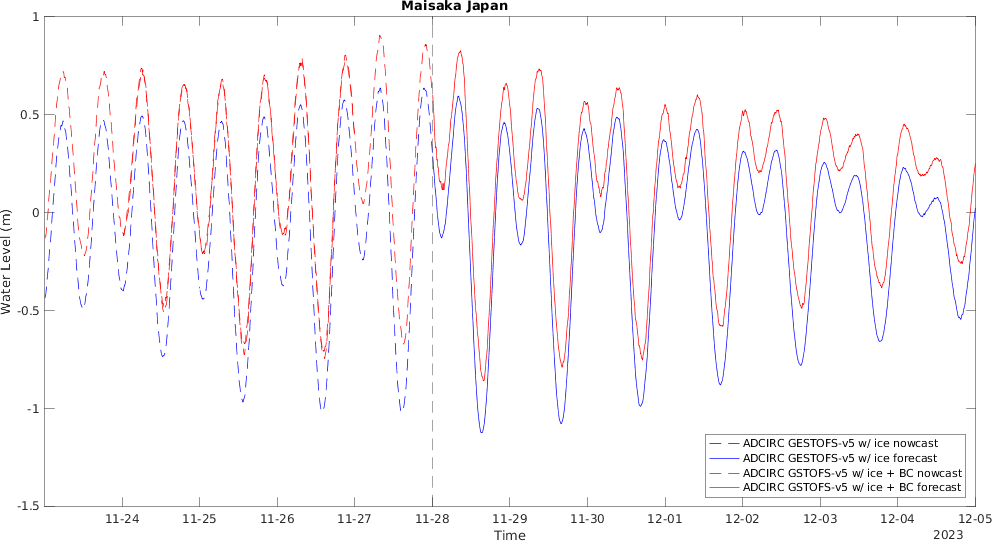 Maisaka Japan
1
0.5
0
-0.5
-1
-1.5
Water Level (m)
ADCIRC GESTOFS-v5 w/ ice nowcast
ADCIRC GESTOFS-v5 w/ ice forecast
ADCIRC GSTOFS-v5 w/ ice + BC nowcast
ADCIRC GSTOFS-v5 w/ ice + BC forecast
11-24 11-25 11-26 11-27 11-28 11-29 11-30 12-01 12-02 12-03 12-04 12-05
Time
2023